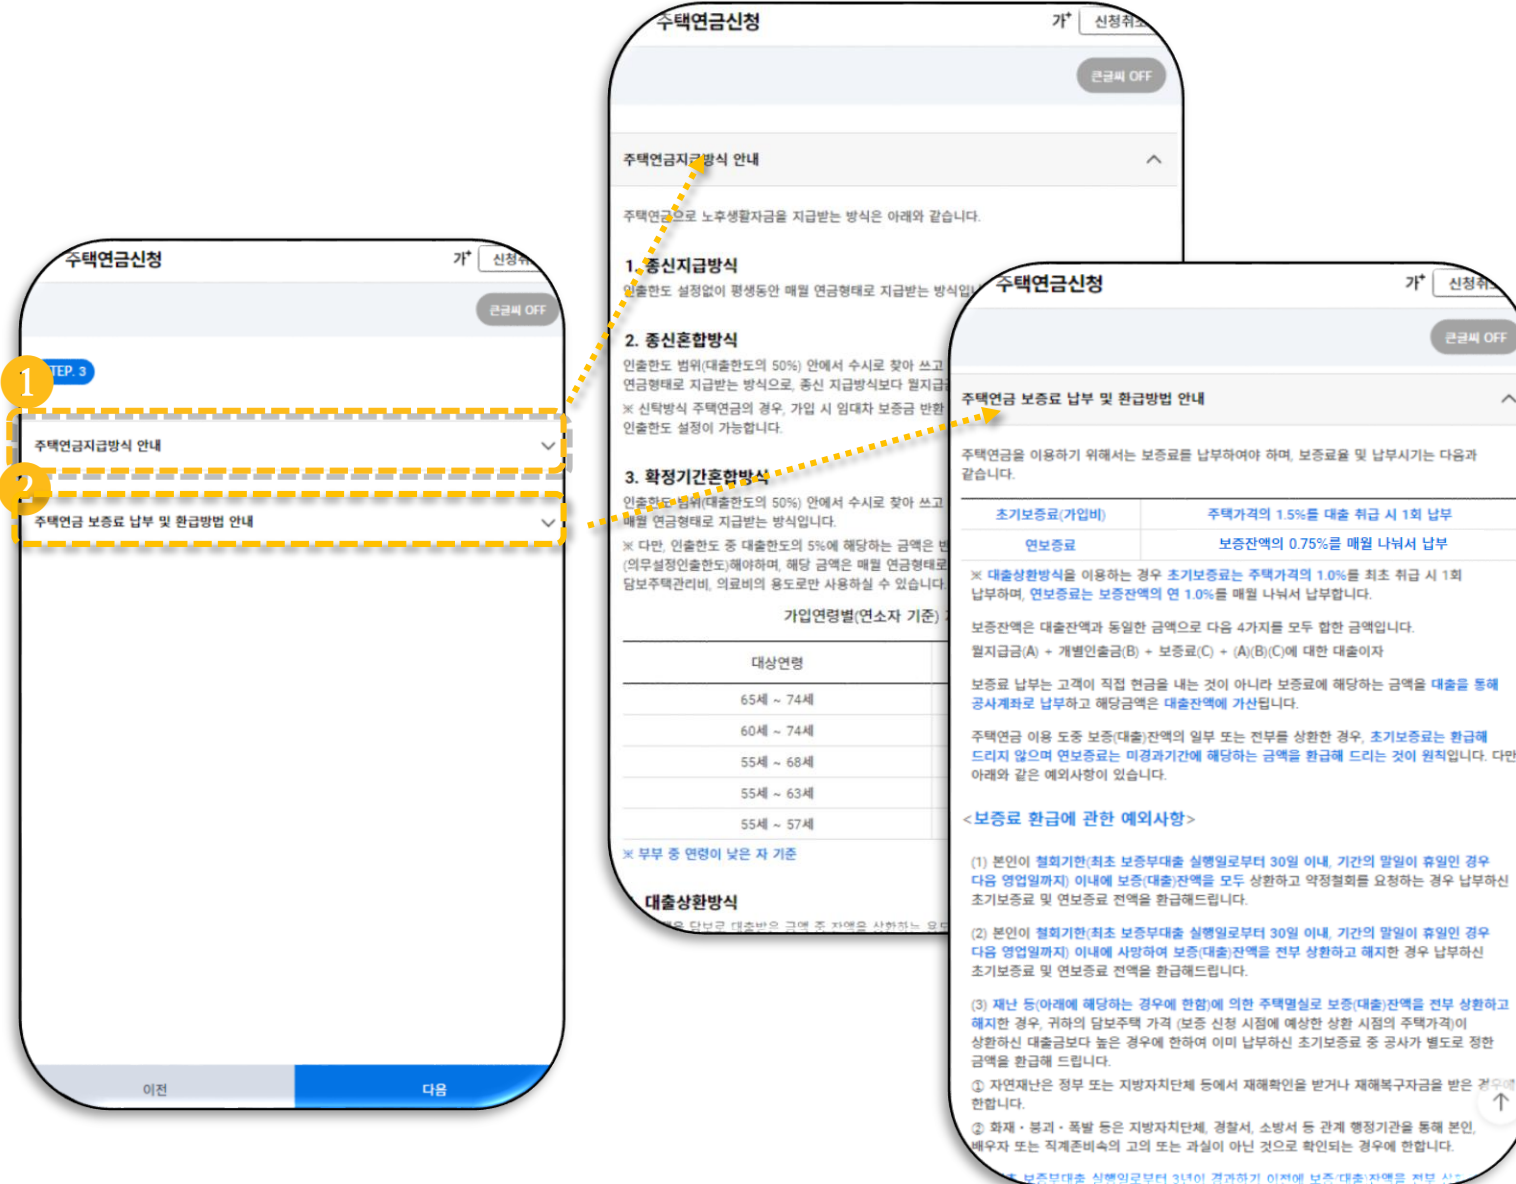 주택연금신청
가+
신청취
큰글씨 OFF
1
TEP. 3
주택연금지급방식 안내
2
주택연금 보증료 납부 및 환급방법 안내
이전
다음
주택연금신청
가+
신청취소
큰글씨 OFF
주택연금지급방식 안내
주택연금으로 노후생활자금을 지급받는 방식은 아래와 같습니다.
1. 종신지급방식
인출한도 설정없이 평생동안 매월 연금형태로 지급받는 방식입니
2. 종신혼합방식
인출한도 범위(대출한도의 50%) 안에서 수시로 찾아 쓰고
연금형태로 지급받는 방식으로, 종신 지급방식보다 월지급금
※ 신탁방식 주택연금의 경우, 가입 시 임대차 보증금 반환
인출한도 설정이 가능합니다.
3. 확정기간혼합방식
인출한도 범위(대출한도의 50%) 안에서 수시로 찾아 쓰고
매월 연금형태로 지급받는 방식입니다.
※ 다만, 인출한도 중 대출한도의 5%에 해당하는 금액은 반
(의무설정인출한도)해야하며, 해당 금액은 매월 연금형태로
담보주택관리비, 의료비의 용도로만 사용하실 수 있습니다.
가입연령별(연소자 기준)
대상연령
65세 ~ 74세
60세 ~ 74세
55세 ~ 68세
55세 ~ 63세
55세 ~ 57세
※ 부부 중 연령이 낮은 자 기준
대출상환방식
담보로 대출받은 금액 중 잔액을 상환하는 용도
주택연금신청
가+
신청취
큰글씨 OFF
주택연금 보증료 납부 및 환급방법 안내
주택연금을 이용하기 위해서는 보증료를 납부하여야 하며, 보증료율 및 납부시기는 다음과
같습니다.
초기보증료(가입비) 주택가격의 1.5%를 대출 취급 시 1회 납부
연보증료 보증잔액의 0.75%를 매월 나눠서 납부
※ 대출상환방식을 이용하는 경우 초기보증료는 주택가격의 1.0%를 최초 취급 시 1회
납부하며, 연보증료는 보증잔액의 연 1.0%를 매월 나눠서 납부합니다.
보증잔액은 대출잔액과 동일한 금액으로 다음 4가지를 모두 합한 금액입니다.
월지급금(A) + 개별인출금(B) + 보증료(C) + (A)(B)(C)에 대한 대출이자
보증료 납부는 고객이 직접 현금을 내는 것이 아니라 보증료에 해당하는 금액을 대출을 통해
공사계좌로 납부하고 해당금액은 대출잔액에 가산됩니다.
주택연금 이용 도중 보증(대출)잔액의 일부 또는 전부를 상환한 경우, 초기보증료는 환급해
드리지 않으며 연보증료는 미경과기간에 해당하는 금액을 환급해 드리는 것이 원칙입니다. 다만
아래와 같은 예외사항이 있습니다.
<보증료 환급에 관한 예외사항>
(1) 본인이 철회기한(최초 보증부대출 실행일로부터 30일 이내, 기간의 말일이 휴일인 경우
다음 영업일까지) 이내에 보증(대출)잔액을 모두 상환하고 약정철회를 요청하는 경우 납부하신
초기보증료 및 연보증료 전액을 환급해드립니다.
(2) 본인이 철회기한(최초 보증부대출 실행일로부터 30일 이내, 기간의 말일이 휴일인 경우
다음 영업일까지) 이내에 사망하여 보증(대출)잔액을 전부 상환하고 해지한 경우 납부하신
초기보증료 및 연보증료 전액을 환급해드립니다.
(3) 재난 등(아래에 해당하는 경우에 한함)에 의한 주택멸실로 보증(대출)잔액을 전부 상환하고
해지한 경우, 귀하의 담보주택 가격 (보증 신청 시점에 예상한 상환 시점의 주택가격)이
상환하신 대출금보다 높은 경우에 한하여 이미 납부하신 초기보증료 중 공사가 별도로 정한
금액을 환급해 드립니다.
① 자연재난은 정부 또는 지방자치단체 등에서 재해확인을 받거나 재해복구자금을 받은 경우에
한합니다.
② 화재・붕괴・폭발 등은 지방자치단체, 경찰서, 소방서 등 관계 행정기관을 통해 본인,
배우자 또는 직계존비속의 고의 또는 과실이 아닌 것으로 확인되는 경우에 한합니다.
보증부대출 실행일로부터 3년이 경과하기 이전에 보증(대출)잔액을 전부